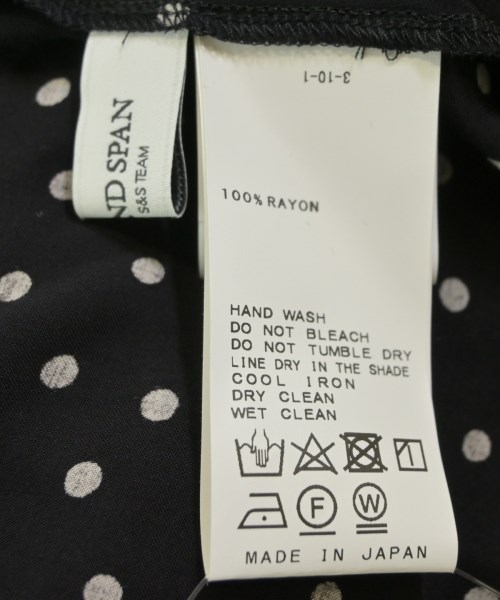 ND SPAN
S&S TEAM
3-10-1
100% RAYON
HAND WASH
DO NOT BLEACH
DO NOT TUMBLE DRY
LINE DRY IN THE SHADE
COOL IRON
DRY CLEAN
WET CLEAN
F W
MADE IN JAPAN